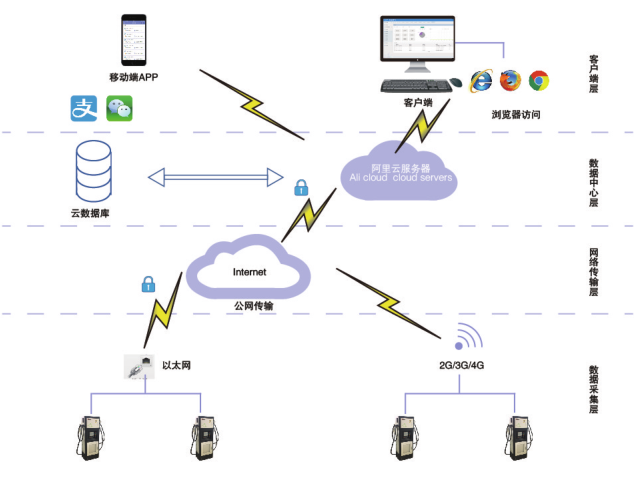 移动端APP
支
客户端
浏览器访问
客户端层
阿里云服务器
Ali cloud cloud servers
云数据库
数据中心层
Internet
公网传输
网络传输层
以太网
2G/3G/4G
数据采集层